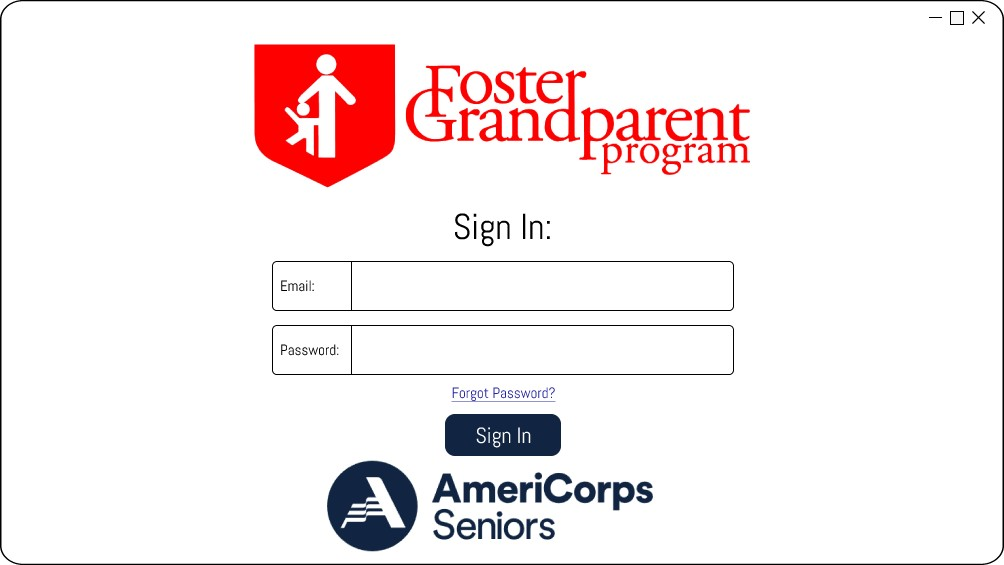 Foster
Grandparent
program
Sign In:
Email:
Password:
Forgot Password?
Sign In
AmeriCorps
Seniors